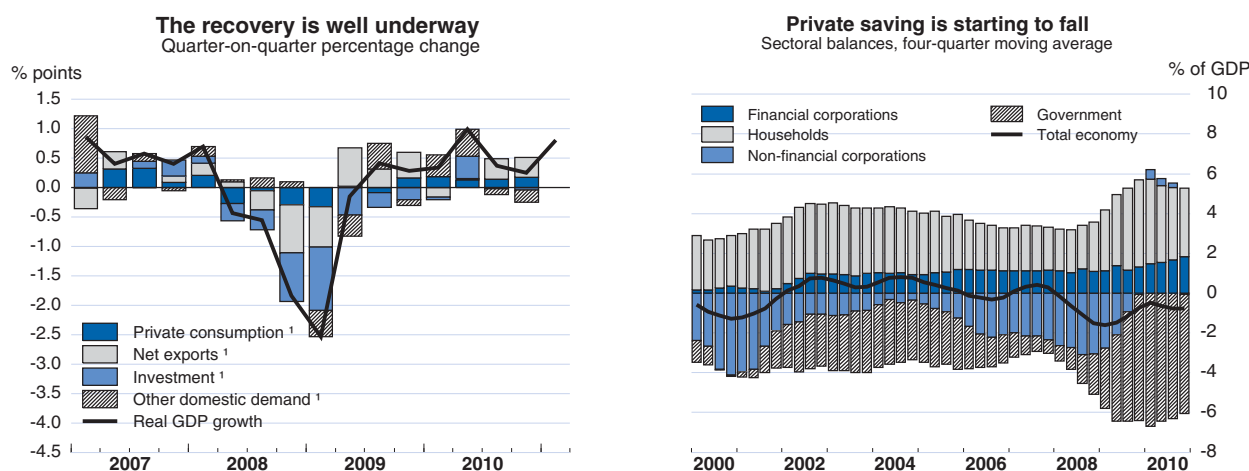 The recovery is well underway
Quarter-on-quarter percentage change
% points
1.5
1.0
0.5
0.0
-0.5
-1.0
-1.5
-2.0
-2.5
-3.0
-3.5
-4.0
-4.5
Private consumption ¹
Net exports ¹
Investment ¹
Other domestic demand ¹
Real GDP growth
2007 2008 2009 2010
Private saving is starting to fall
Sectoral balances, four-quarter moving average
% of GDP
10
8
6
4
2
0
-2
-4
-6
-8
Financial corporations
Households
Non-financial corporations
Government
Total economy
2000 2002 2004 2006 2008 2010